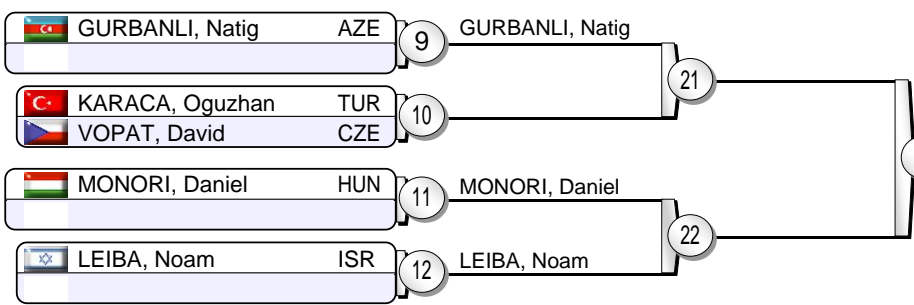 GURBANLI, Natig AZE
9
GURBANLI, Natig
21
KARACA, Oguzhan TUR
VOPAT, David CZE
10
MONORI, Daniel HUN
11
MONORI, Daniel
22
LEIBA, Noam ISR
12
LEIBA, Noam